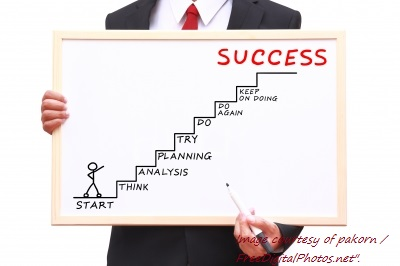 SUCCESS
KEEP
ON DOING
DO
AGAIN
DO
TRY
PLANNING
ANALYSIS
THINK
START
"Image courtesy of pakorn /
FreeDigitalPhotos.net".